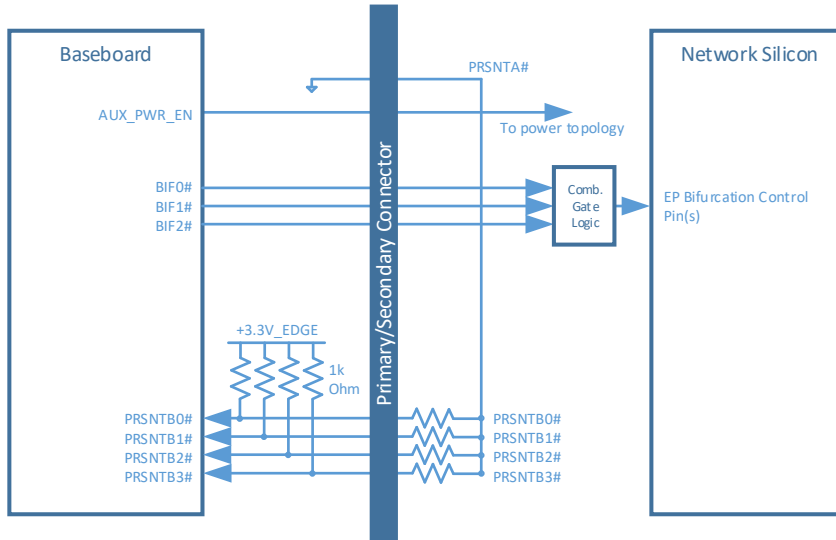 Baseboard
PRSNTA#
Network Silicon
AUX_PWR_EN
To power topology
Primary/Secondary Connector
BIF0#
BIF1#
BIF2#
Comb.
Gate
Logic
EP Bifurcation Control
Pin(s)
+3.3V_EDGE
1k
Ohm
PRSNTB0#
PRSNTB1#
PRSNTB2#
PRSNTB3#
PRSNTB0#
PRSNTB1#
PRSNTB2#
PRSNTB3#